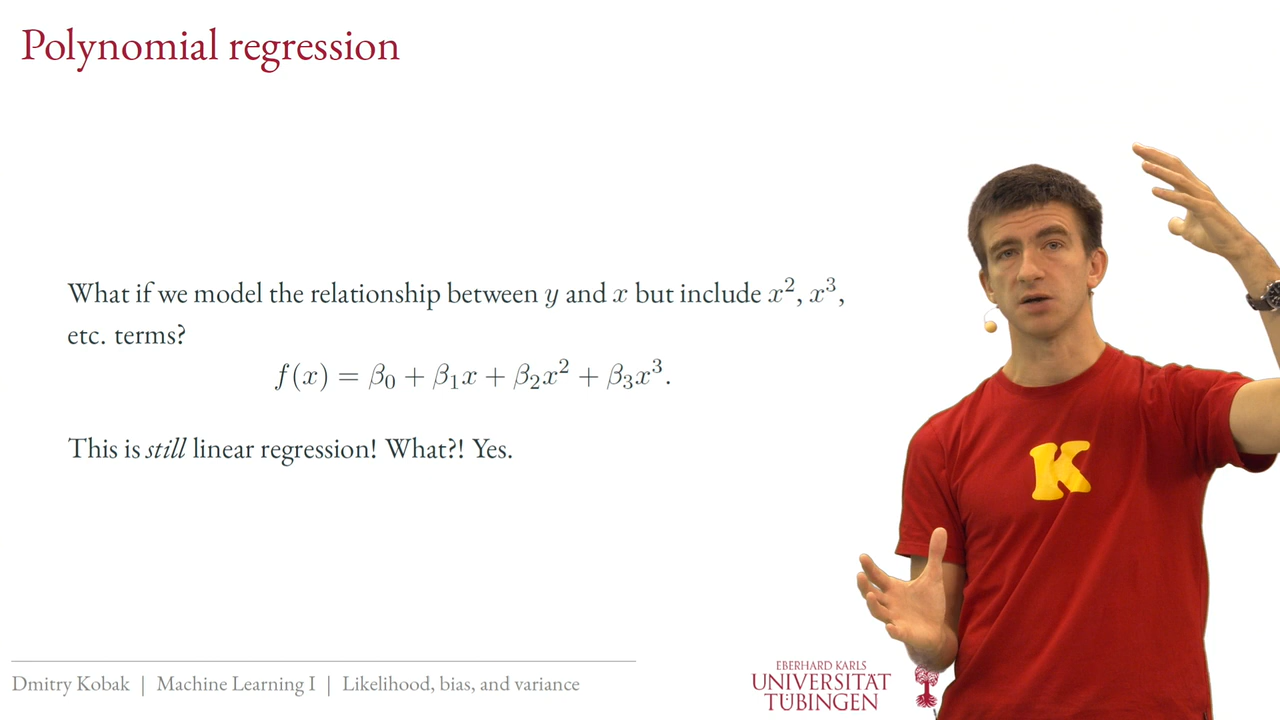 Polynomial regression
What if we model the relationship between y and x but include x², x³,
etc. terms?
f(x) = β₀ + β₁x + β₂x² + β₃x³.
This is still linear regression! What?! Yes.
K
Dmitry Kobak | Machine Learning I | Likelihood, bias, and variance
EBERHARD KARLS
UNIVERSITÄT
TÜBINGEN